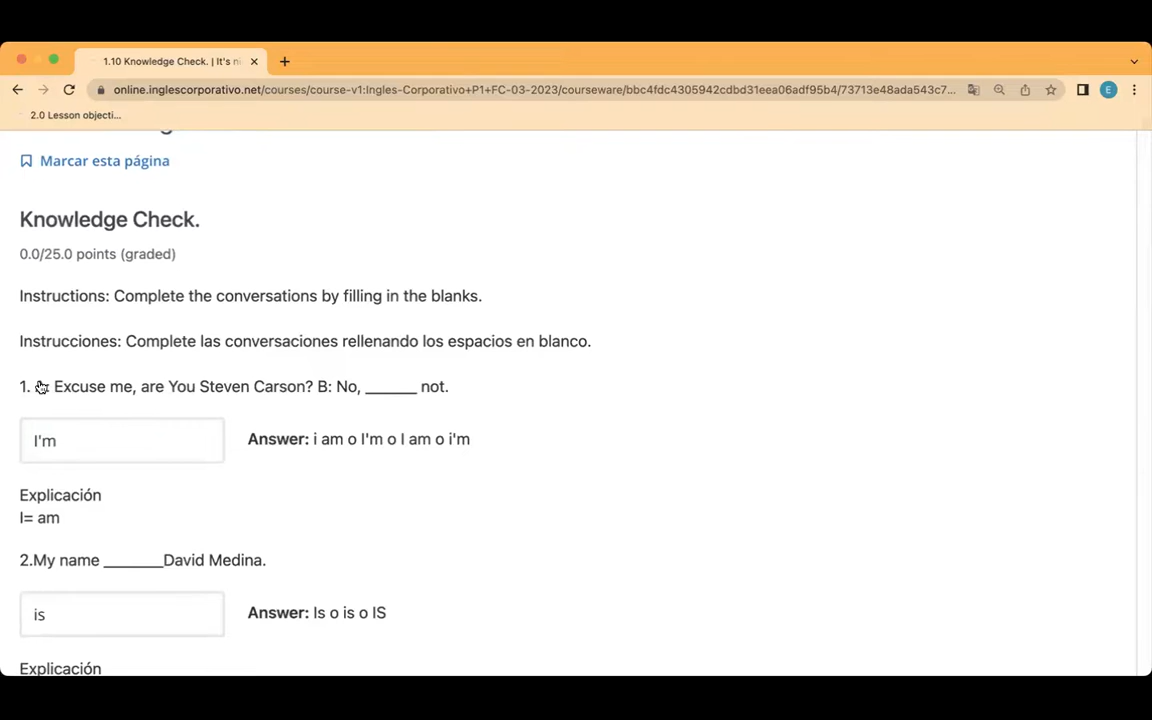 1.10 Knowledge Check. | It's ni
online.inglescorporativo.net/courses/course-v1:Ingles-Corporativo+P1+FC-03-2023/courseware/bbc4fdc4305942cdbd31eea06adf95b4/73713e48ada543c7...
E
2.0 Lesson objecti...
Marcar esta página
Knowledge Check.
0.0/25.0 points (graded)
Instructions: Complete the conversations by filling in the blanks.
Instrucciones: Complete las conversaciones rellenando los espacios en blanco.
1. Excuse me, are You Steven Carson? B: No, _______ not.
I'm
Answer: i am o I'm o I am o i'm
Explicación
I= am
2.My name ________David Medina.
is
Answer: Is o is o IS
Explicación